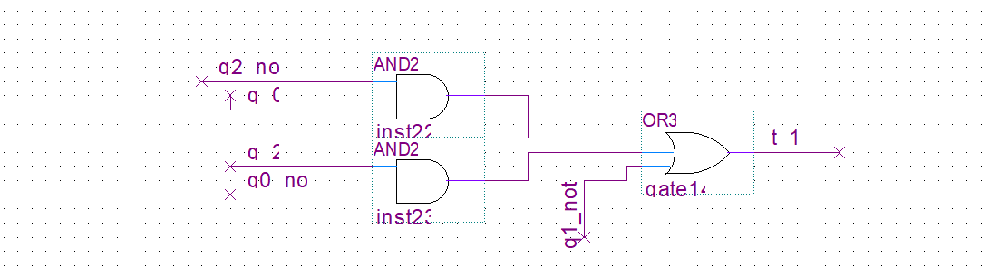 q2_no
AND2
q_0
inst22
q_2
AND2
q0_no
inst23
OR3
t_1
gate14
q1_not